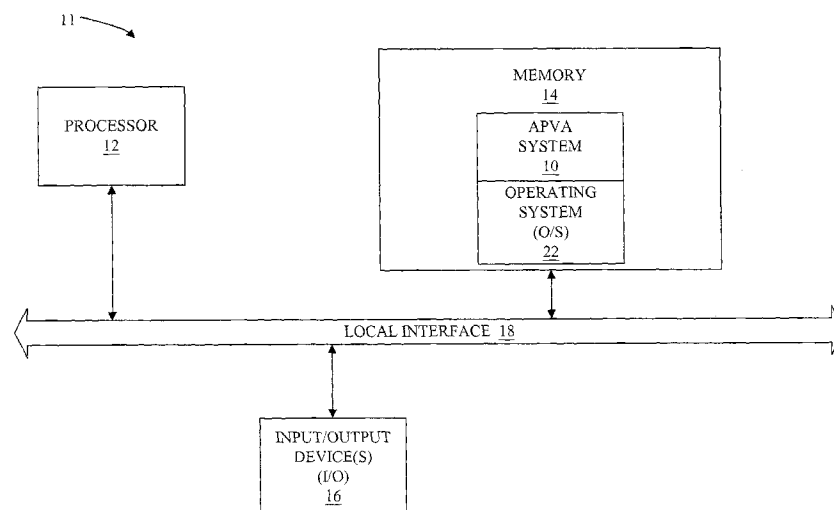 11
MEMORY
14
PROCESSOR
12
APVA
SYSTEM
10
OPERATING
SYSTEM
(O/S)
22
LOCAL INTERFACE 18
INPUT/OUTPUT
DEVICE(S)
(I/O)
16